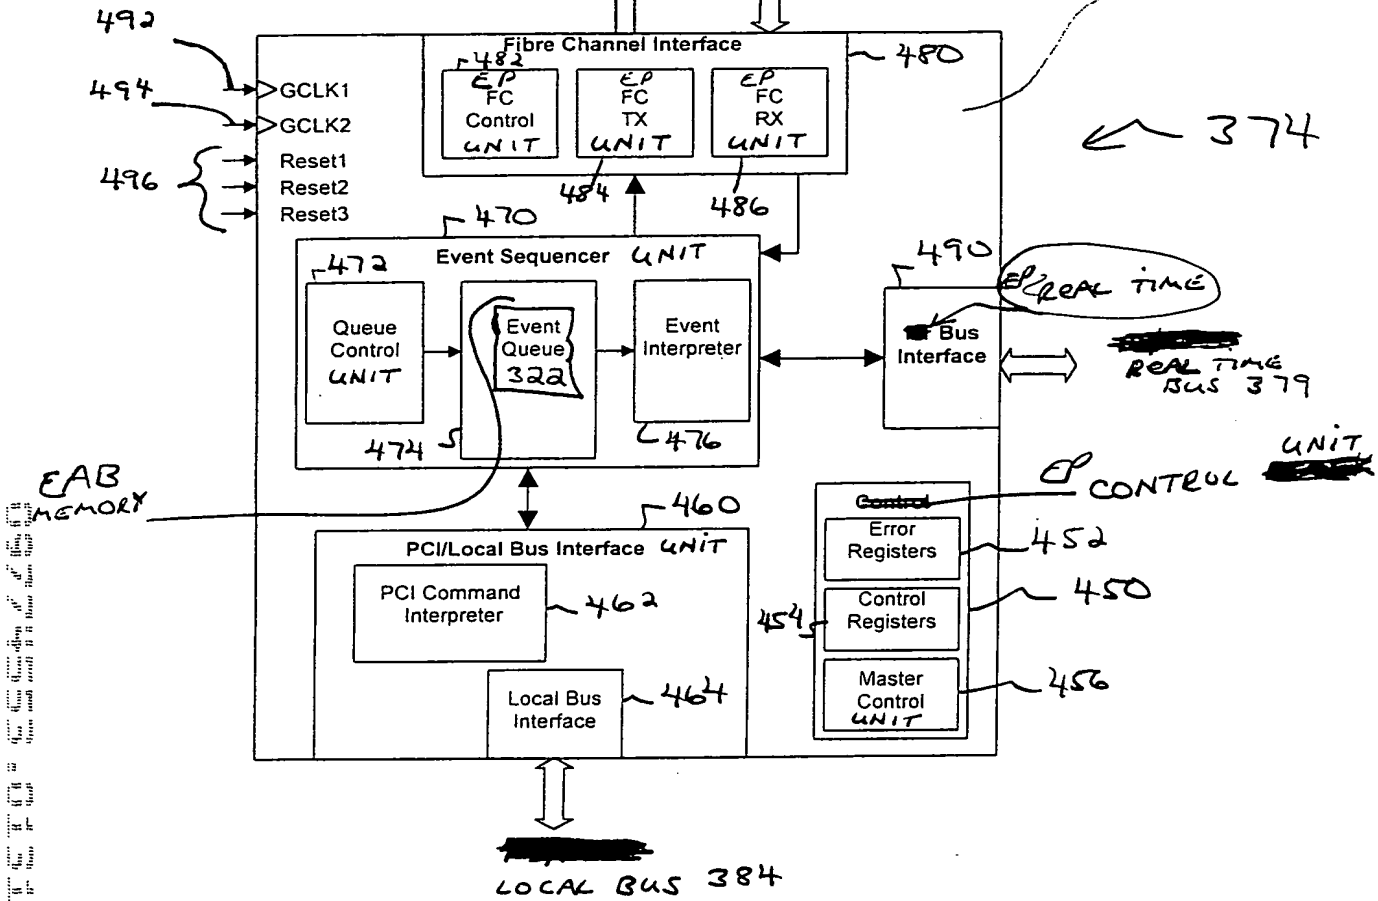 492
Fibre Channel Interface
480
482
EP
FC
Control
UNIT
EP
FC
TX
UNIT
EP
FC
RX
UNIT
494
GCLK1
GCLK2
374
496
Reset1
Reset2
Reset3
484
486
470
Event Sequencer UNIT
472
Queue
Control
UNIT
Event
Queue
322
Event
Interpreter
474
476
490
EP REAL TIME
Bus
Interface
REAL TIME
BUS 379
EAB
MEMORY
UNIT
EP CONTROL
Control
460
PCI/Local Bus Interface UNIT
PCI Command
Interpreter
462
Local Bus
Interface
464
Error
Registers
452
450
454
Control
Registers
Master
Control
UNIT
456
LOCAL BUS 384